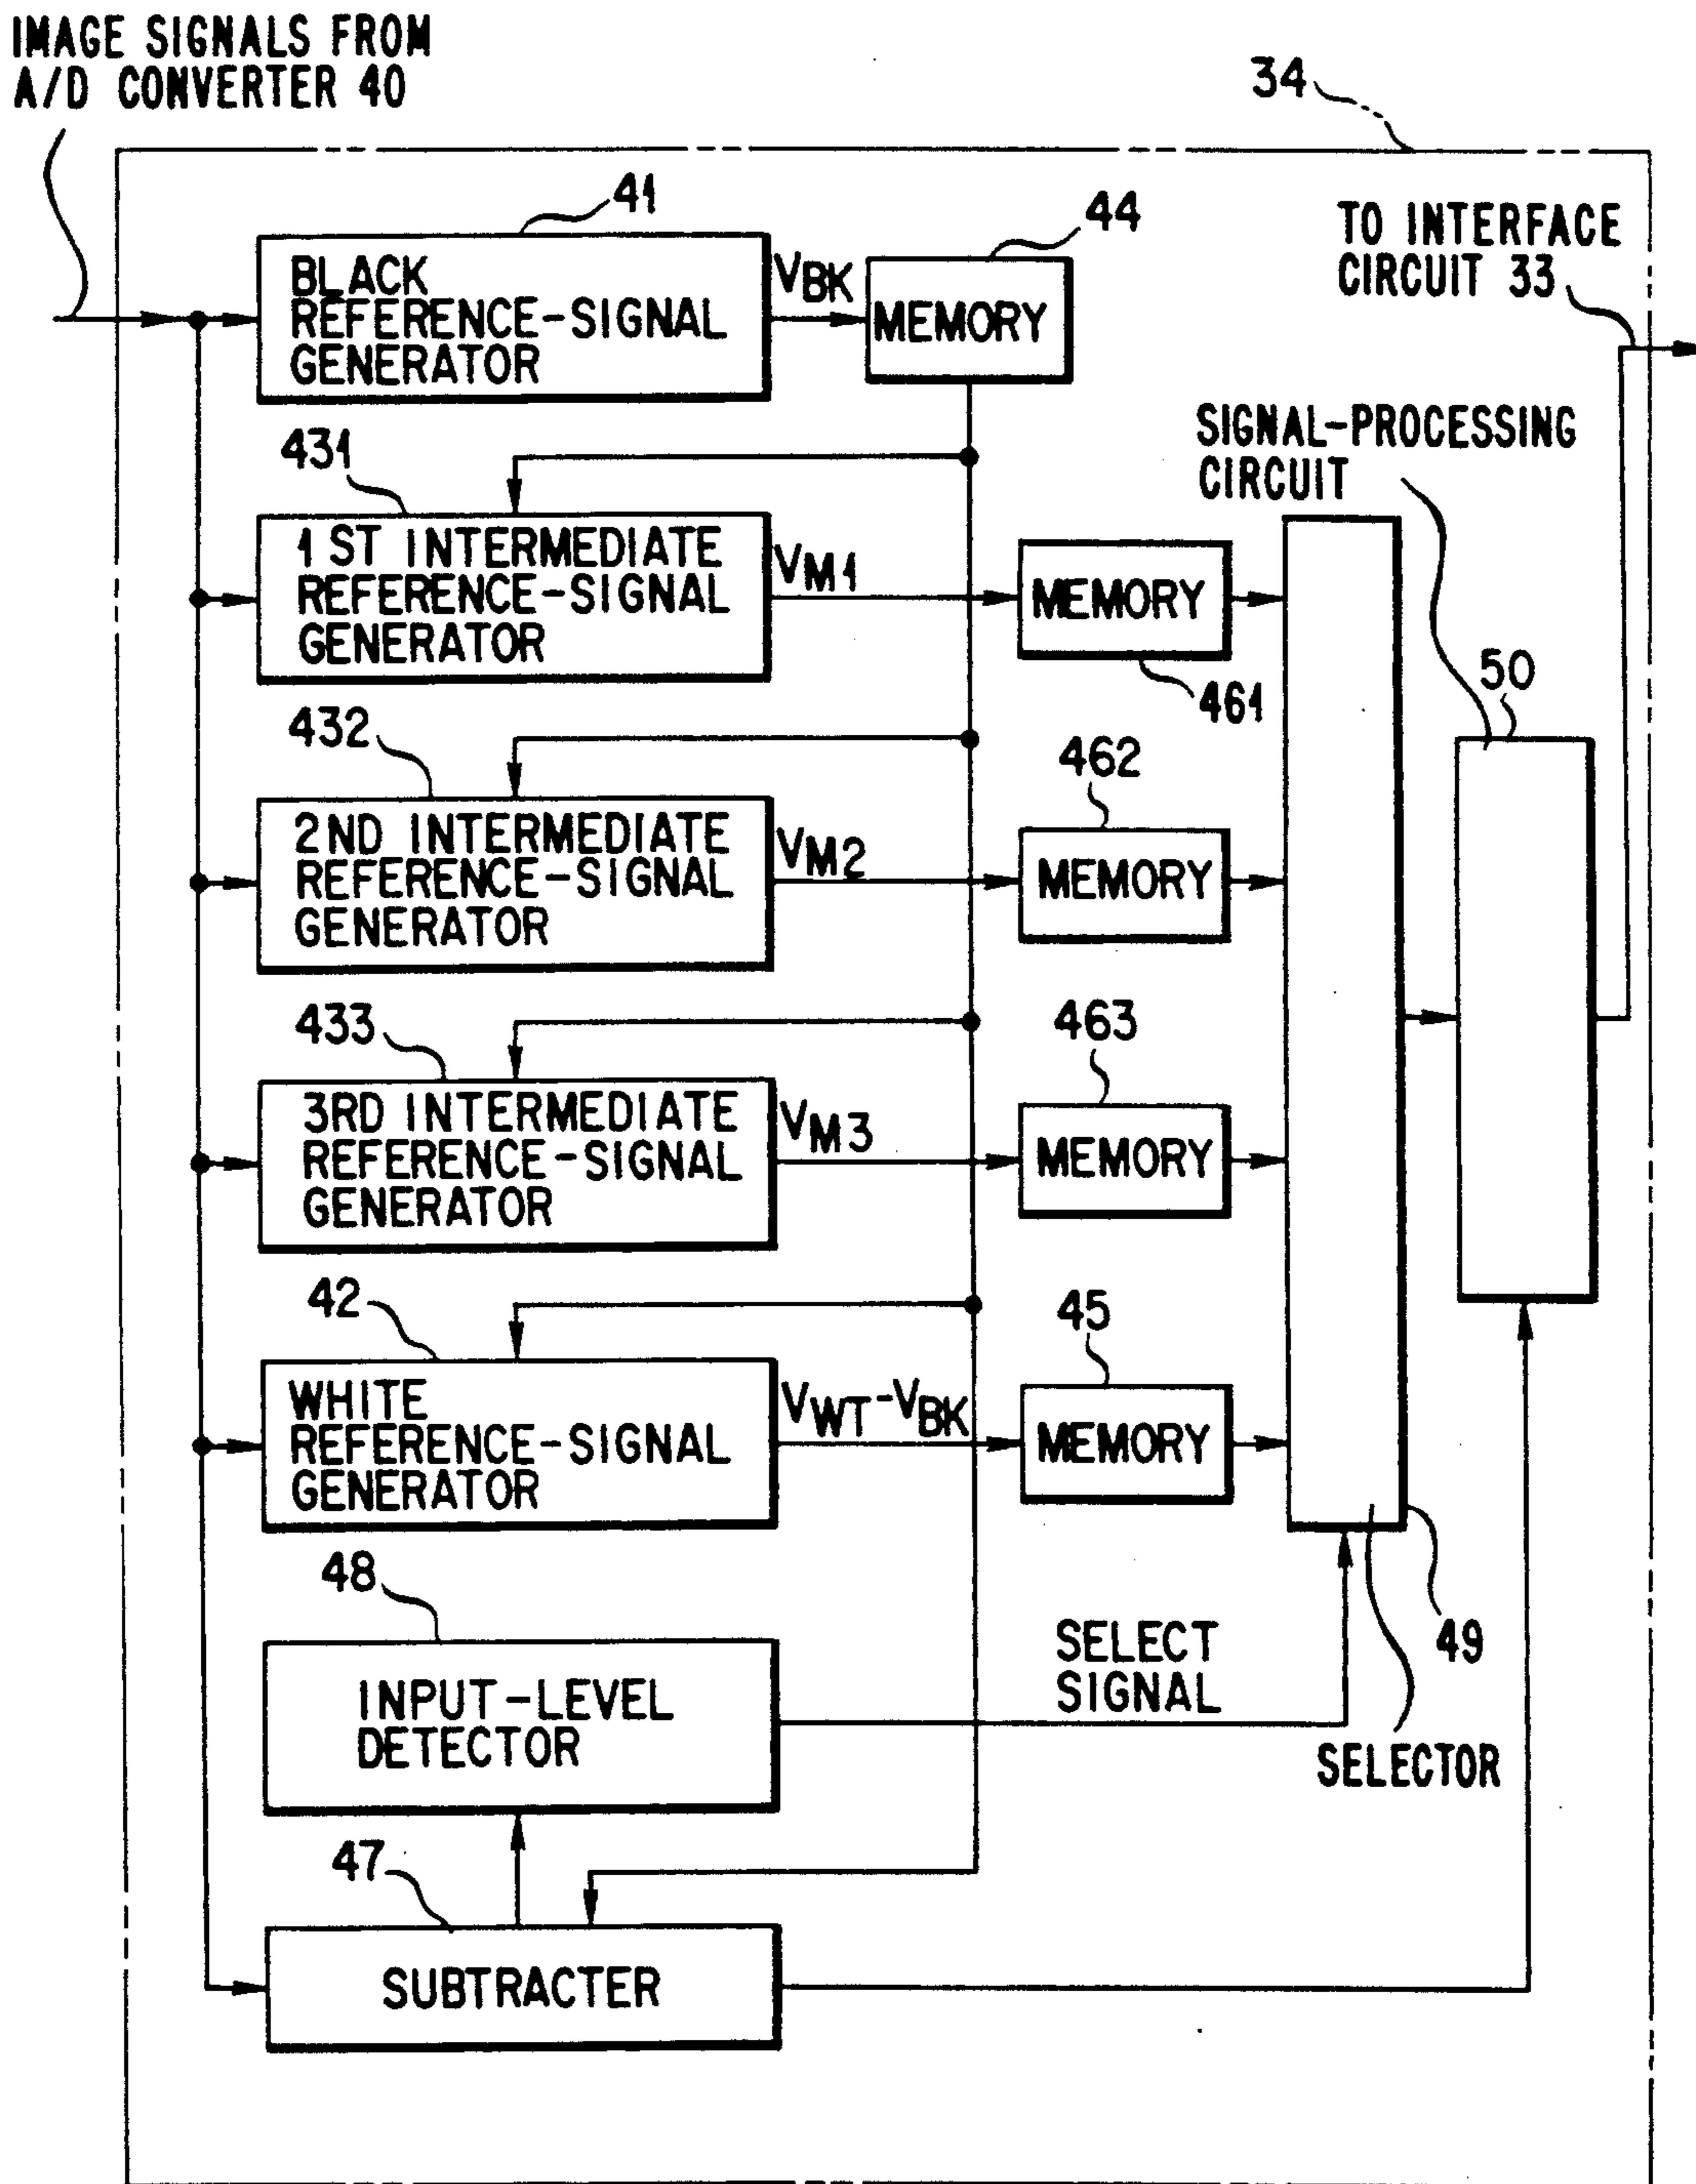 IMAGE SIGNALS FROM
A/D CONVERTER 40
34
41
44
TO INTERFACE
CIRCUIT 33
BLACK
REFERENCE-SIGNAL
GENERATOR
VBK
MEMORY
SIGNAL-PROCESSING
CIRCUIT
431
1 ST INTERMEDIATE
REFERENCE-SIGNAL
GENERATOR
VM1
MEMORY
461
50
432
2ND INTERMEDIATE
REFERENCE-SIGNAL
GENERATOR
VM2
462
MEMORY
433
3RD INTERMEDIATE
REFERENCE-SIGNAL
GENERATOR
VM3
463
MEMORY
42
WHITE
REFERENCE-SIGNAL
GENERATOR
VWT-VBK
45
MEMORY
48
INPUT-LEVEL
DETECTOR
SELECT
SIGNAL
49
SELECTOR
47
SUBTRACTER